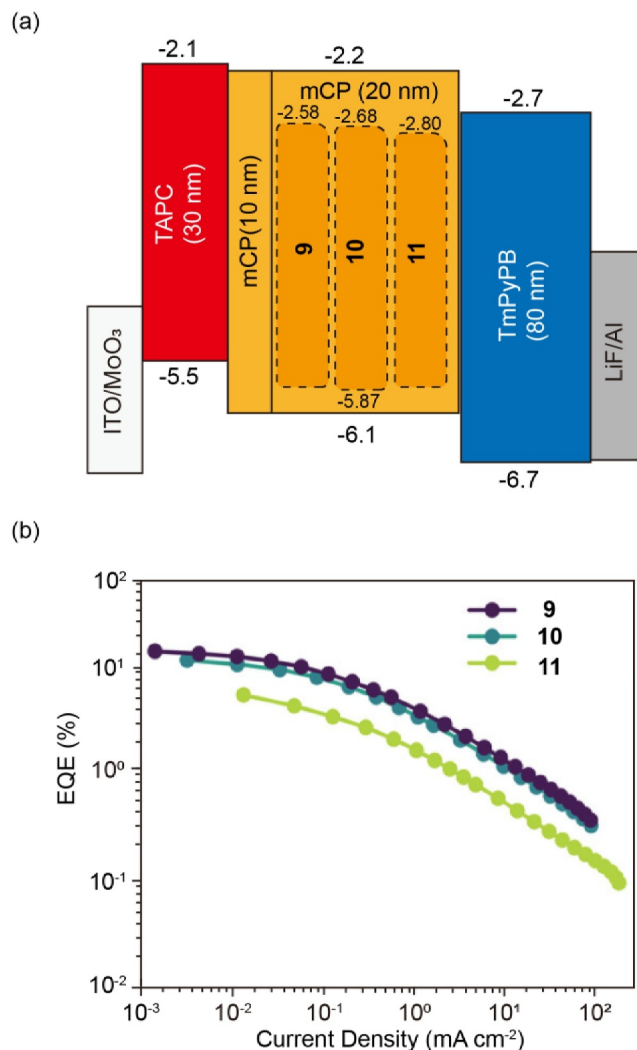 (a)
-2.1
-2.2
mCP (20 nm)
-2.7
-2.58
-2.68
-2.80
TAPC
(30 nm)
mCP(10 nm)
9
10
11
TmPyPB
(80 nm)
ITO/MoO₃
LiF/Al
-5.5
-5.87
-6.1
-6.7
(b)
EQE (%)
10²
10¹
10⁰
10⁻¹
10⁻²
9
10
11
10⁻³
10⁻²
10⁻¹
10⁰
10¹
10²
Current Density (mA cm⁻²)